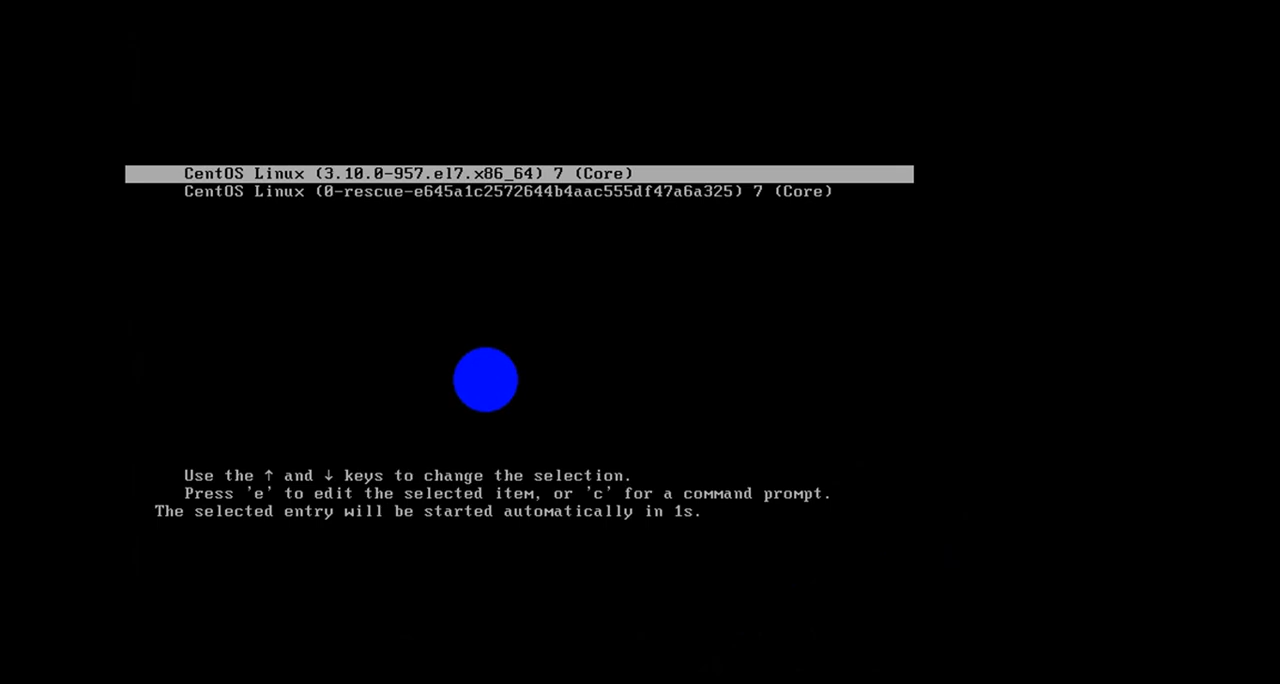 CentOS Linux (3.10.0-957.el7.x86_64) 7 (Core)
CentOS Linux (0-rescue-e645a1c2572644b4aac555df47a6a325) 7 (Core)
Use the ↑ and ↓ keys to change the selection.
Press 'e' to edit the selected item, or 'c' for a command prompt.
The selected entry will be started automatically in 1s.